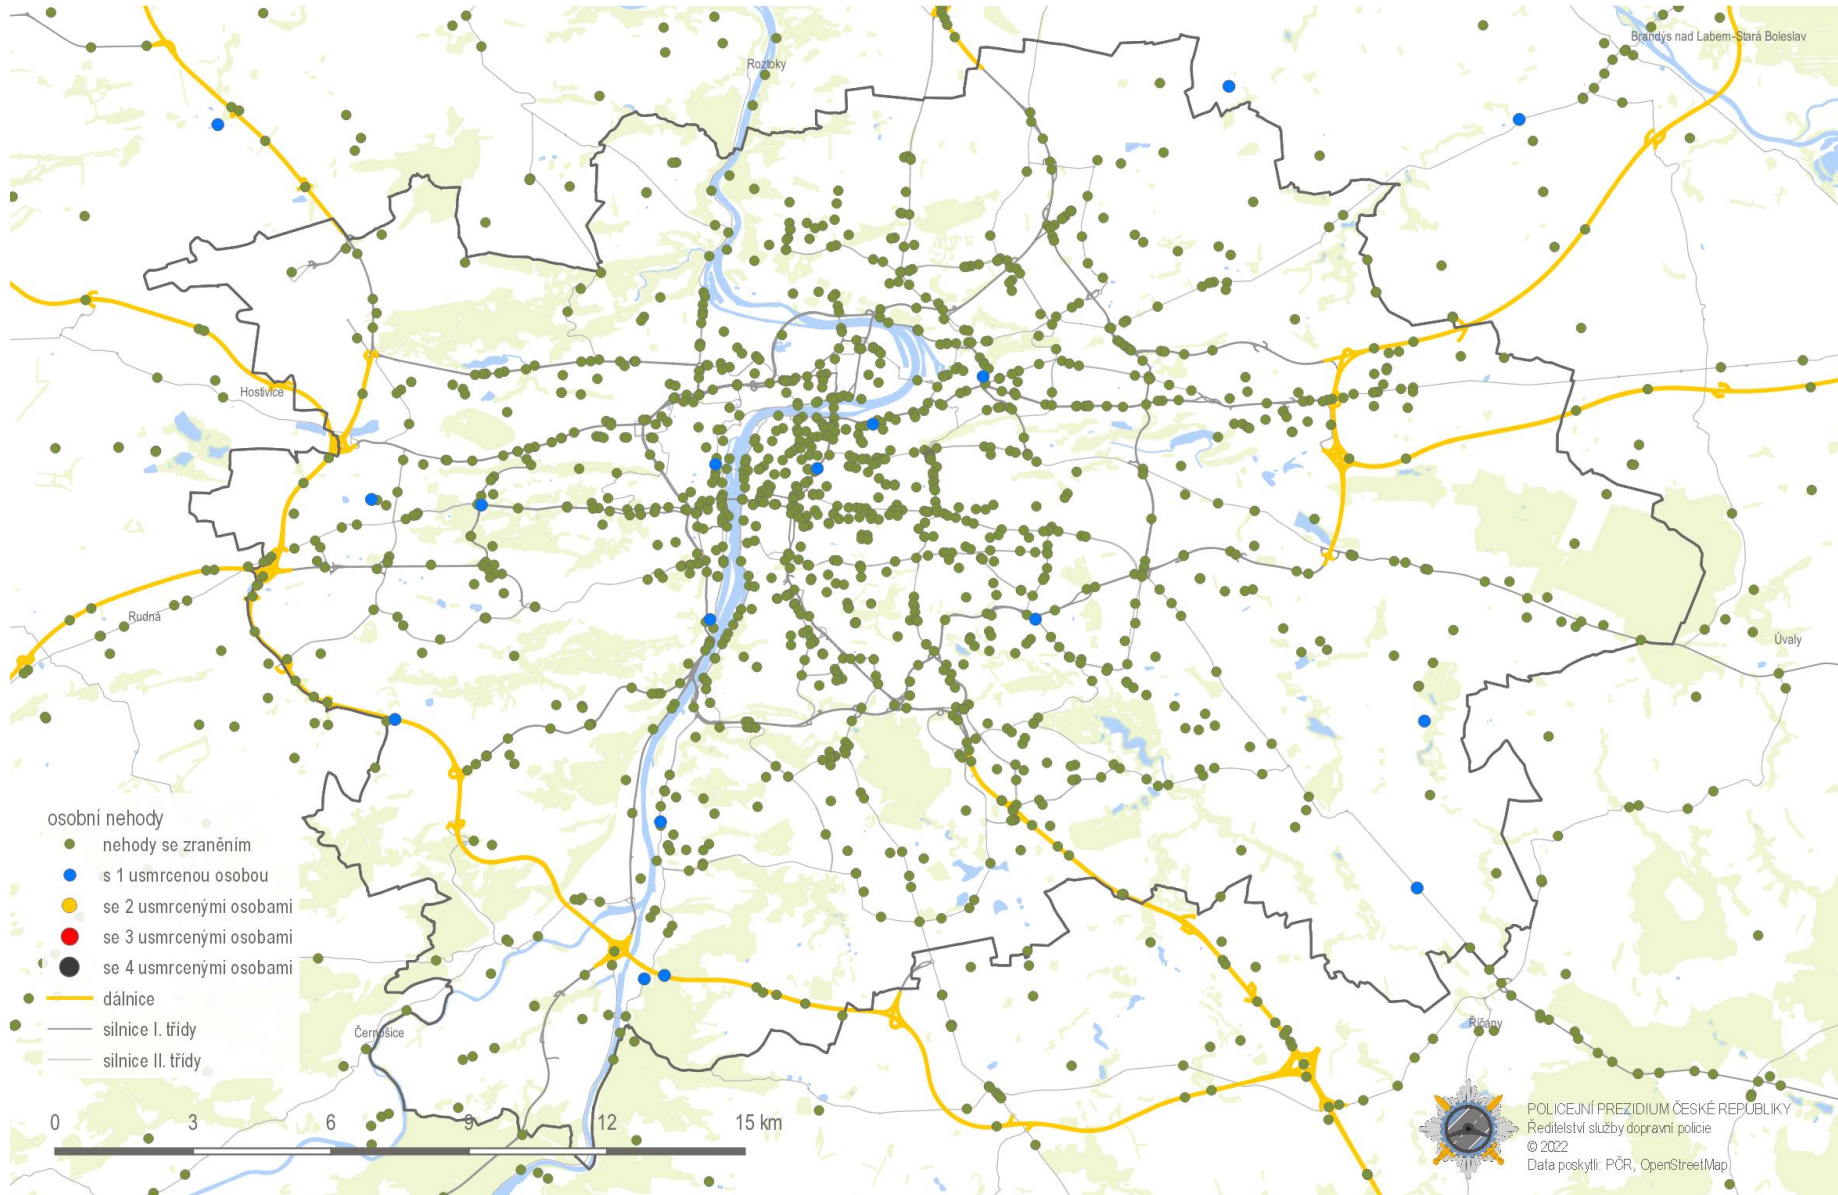 Brandýs nad Labem-Stará Boleslav
Roztoky
Hostivice
Rudná
Úvaly
osobní nehody
nehody se zraněním
s 1 usmrcenou osobou
se 2 usmrcenými osobami
se 3 usmrcenými osobami
se 4 usmrcenými osobami
dálnice
silnice I. třídy
silnice II. třídy
Černošice
Říčany
0 3 6 9 12 15 km
POLICEJNÍ PREZIDIUM ČESKÉ REPUBLIKY
Ředitelství služby dopravní policie
© 2022
Data poskytli: PČR, OpenStreetMap